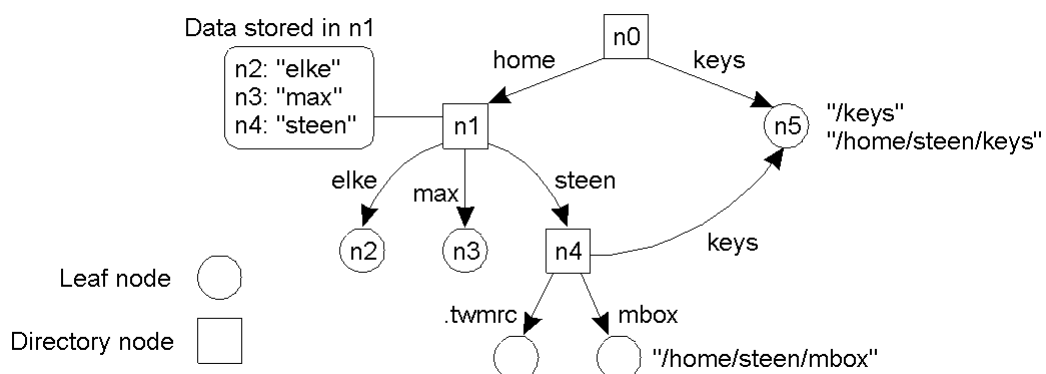 Data stored in n1
n2: "elke"
n3: "max"
n4: "steen"
n0
home
keys
n1
n5
"/keys"
"/home/steen/keys"
elke
max
steen
n2
n3
n4
keys
Leaf node
.twmrc
mbox
Directory node
"/home/steen/mbox"